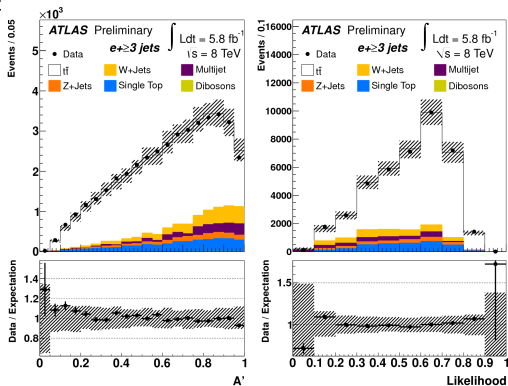 ×10³
Events / 0.05
ATLAS Preliminary
∫ Ldt = 5.8 fb⁻¹
e+≥3 jets
√s = 8 TeV
Data
tt̄
W+Jets
Multijet
Z+Jets
Single Top
Dibosons
5
4
3
2
1
0
Data / Expectation
1.4
1.2
1
0.8
0 0.2 0.4 0.6 0.8 1
A'
Events / 0.1
ATLAS Preliminary
∫ Ldt = 5.8 fb⁻¹
e+≥3 jets
√s = 8 TeV
Data
tt̄
W+Jets
Multijet
Z+Jets
Single Top
Dibosons
16000
14000
12000
10000
8000
6000
4000
2000
0
Data / Expectation
1.5
1
0 0.1 0.2 0.3 0.4 0.5 0.6 0.7 0.8 0.9 1
Likelihood